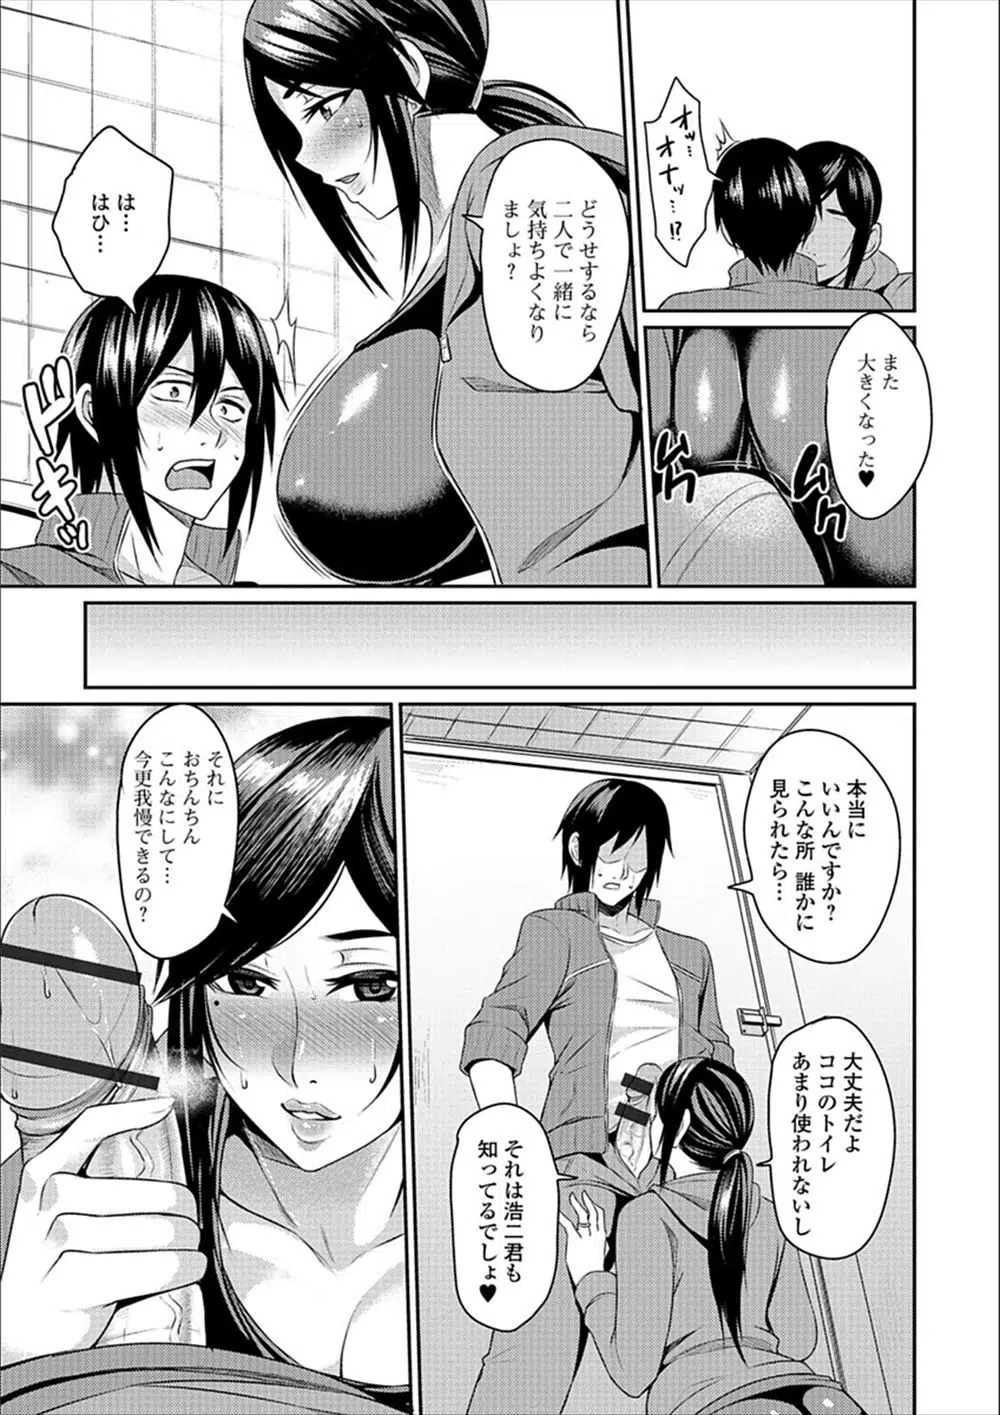 オッ…
オナッ…!?
また
大きくなった♥
ムク
ムク
どうせするなら
二人で一緒に
気持ちよくなり
ましょ?
は…
はひ…
ドキッ
本当に
いいんですか?
こんな所 誰かに
見られたら…
大丈夫だよ
ココのトイレ
あまり使われないし
それは浩二君も
知ってるでしょ♥
それに
おちんちん
こんなにして…
今更我慢できるの?